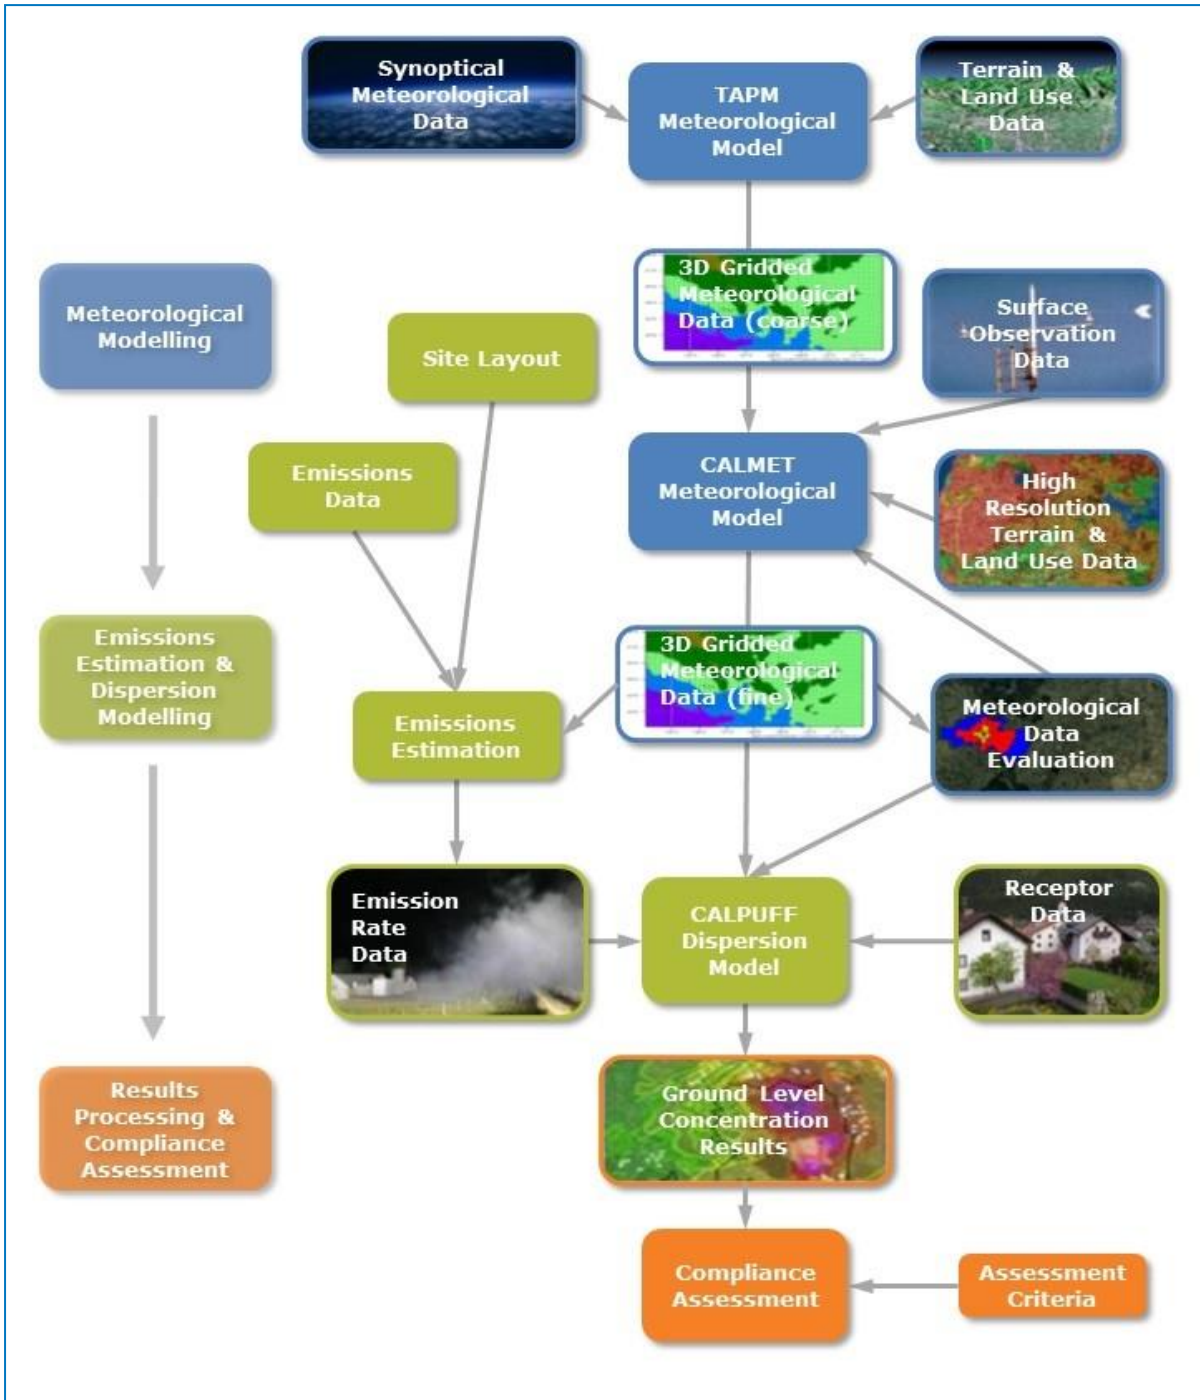 Synoptical
Meteorological
Data
TAPM
Meteorological
Model
Terrain &
Land Use
Data
3D Gridded
Meteorological
Data (coarse)
Surface
Observation
Data
Meteorological
Modelling
Site Layout
Emissions
Data
CALMET
Meteorological
Model
High
Resolution
Terrain &
Land Use Data
Emissions
Estimation &
Dispersion
Modelling
3D Gridded
Meteorological
Data (fine)
Emissions
Estimation
Meteorological
Data
Evaluation
Emission
Rate
Data
CALPUFF
Dispersion
Model
Receptor
Data
Results
Processing &
Compliance
Assessment
Ground Level
Concentration
Results
Compliance
Assessment
Assessment
Criteria